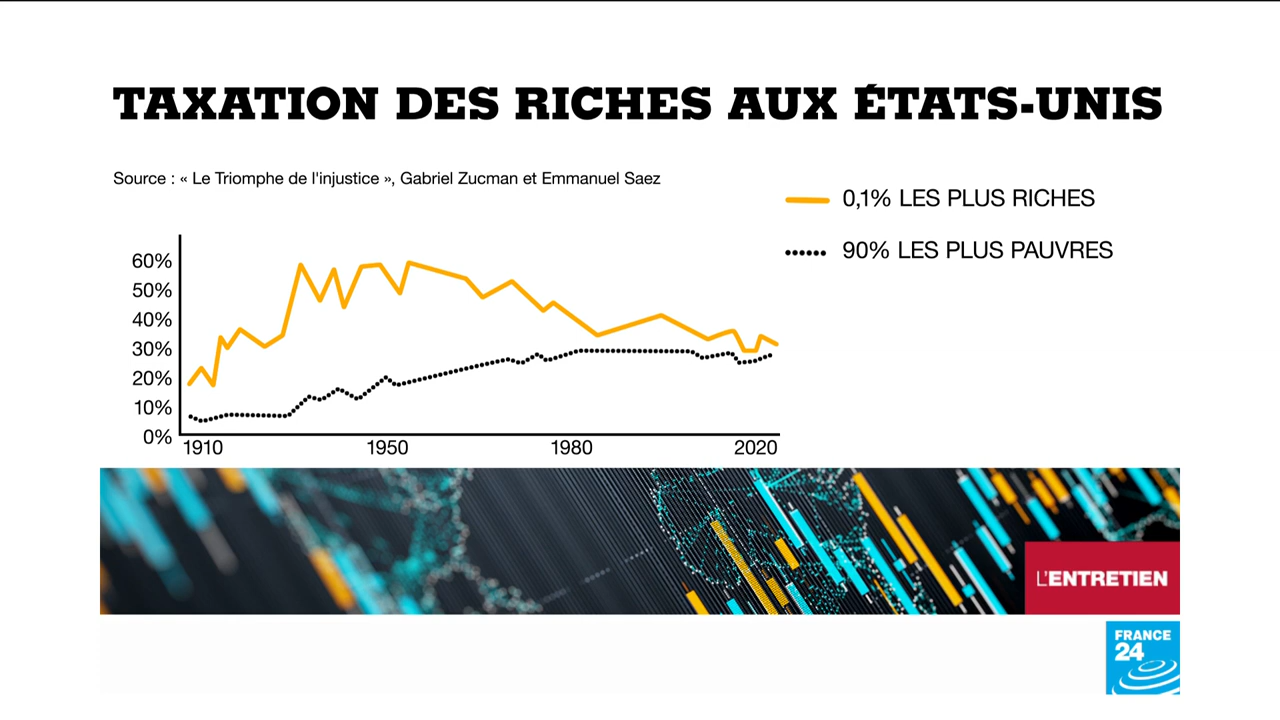 TAXATION DES RICHES AUX ÉTATS-UNIS
Source : « Le Triomphe de l'injustice », Gabriel Zucman et Emmanuel Saez
0,1% LES PLUS RICHES
90% LES PLUS PAUVRES
60%
50%
40%
30%
20%
10%
0%
1910 1950 1980 2020
L'ENTRETIEN
FRANCE
24